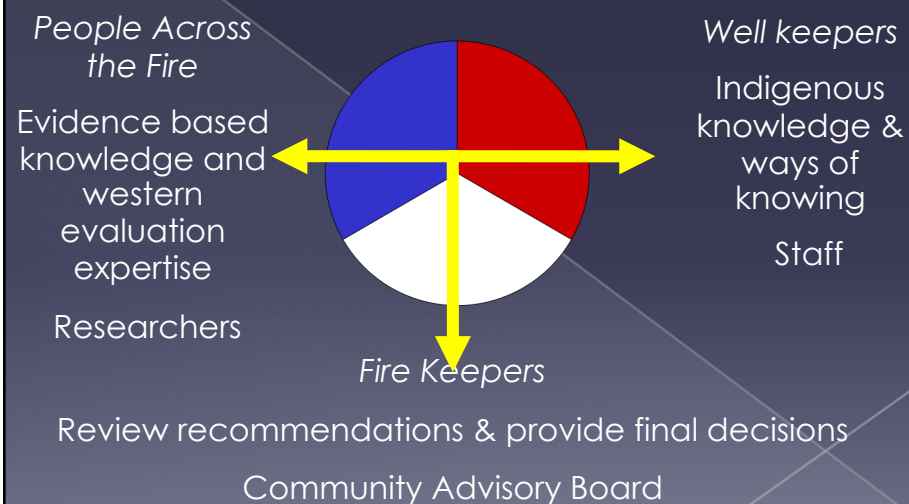 People Across
the Fire
Evidence based
knowledge and
western
evaluation
expertise
Researchers
Well keepers
Indigenous
knowledge &
ways of
knowing
Staff
Fire Keepers
Review recommendations & provide final decisions
Community Advisory Board